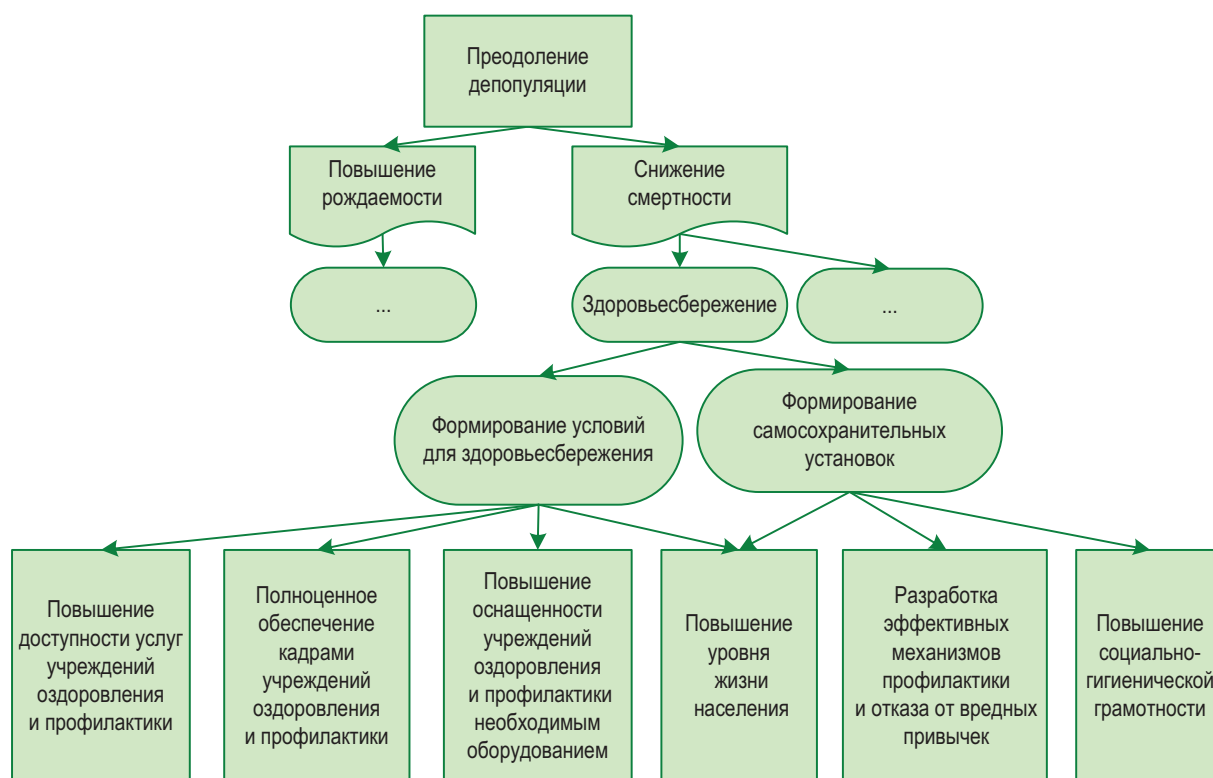 Преодоление
депопуляции
Повышение
рождаемости
Снижение
смертности
...
Здоровьесбережение
...
Формирование условий
для здоровьесбережения
Формирование
самосохранительных
установок
Повышение
доступности услуг
учреждений
оздоровления
и профилактики
Полноценное
обеспечение
кадрами
учреждений
оздоровления
и профилактики
Повышение
оснащенности
учреждений
оздоровления
и профилактики
необходимым
оборудованием
Повышение
уровня
жизни
населения
Разработка
эффективных
механизмов
профилактики
и отказа от вредных
привычек
Повышение
социально-
гигиенической
грамотности